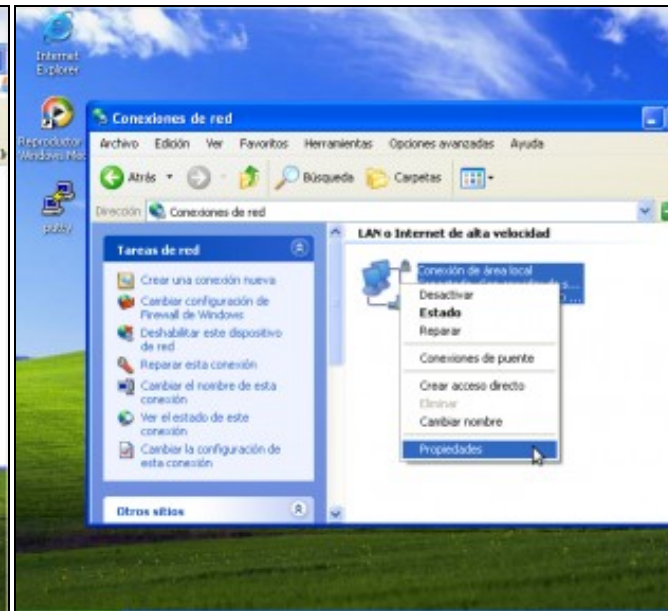 Internet
Explorer
Reproductor
Windows Med
putty
Conexiones de red
Archivo Edición Ver Favoritos Herramientas Opciones avanzadas Ayuda
Atrás Búsqueda Carpetas
Dirección Conexiones de red
Tareas de red
Crear una conexión nueva
Cambiar configuración de
Firewall de Windows
Deshabilitar este dispositivo
de red
Reparar esta conexión
Cambiar el nombre de esta
conexión
Ver el estado de este
conexión
Cambiar la configuración de
esta conexión
Otros sitios
LAN o Internet de alta velocidad
Conexión de área local
Desactivar
Estado
Reparar
Conexiones de puente
Crear acceso directo
Eliminar
Cambiar nombre
Propiedades